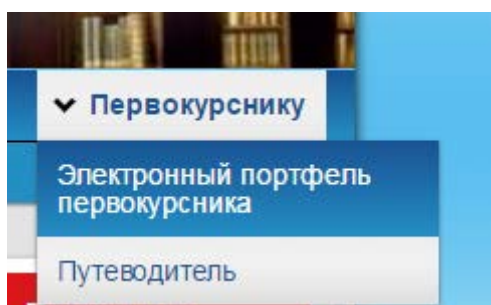 Первокурснику
Электронный портфель
первокурсника
Путеводитель